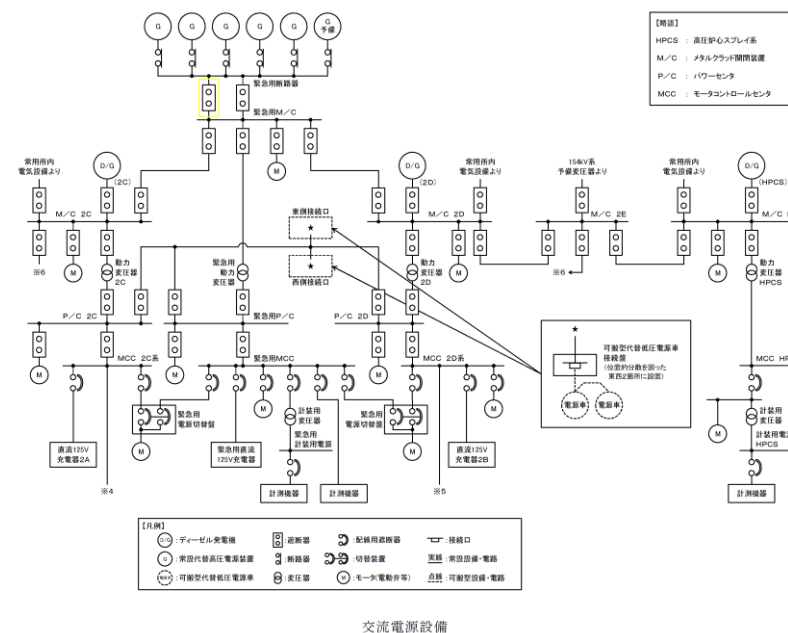 G
G
G
G
G
G
予備
【略語】
HPCS : 高圧炉心スプレイ系
M/C : メタルクラッド開閉装置
P/C : パワーセンタ
MCC : モータコントロールセンタ
緊急用断路器
緊急用M/C
M
常用所内
電気設備より
D/G
(2C)
M/C 2C
D/G
(2D)
M/C 2D
常用所内
電気設備より
154kV系
予備変圧器より
M/C 2E
常用所内
電気設備より
D/G
(HPCS)
M/C
※6
M
動力
変圧器
2C
緊急用
動力
変圧器
東側接続口
★
★
西側接続口
動力
変圧器
2D
M
※6
M
動力
変圧器
HPCS
P/C 2C
緊急用P/C
P/C 2D
M
M
M
MCC 2C系
緊急用MCC
MCC 2D系
MCC HP
★
可搬型代替低圧電源車
接続盤
(位置的分散を図った
東西2箇所に設置)
電源車
電源車
緊急用
電源切替盤
M
M
計装用
変圧器
緊急用
計装用電源
緊急用
電源切替盤
M
M
M
計装用
変圧器
計装用電源
HPCS
直流125V
充電器2A
緊急用直流
125V充電器
直流125V
充電器2B
※4
計測機器
計測機器
※5
計測機器
【凡例】
D/G :ディーゼル発電機
:遮断器
:配線用遮断器
:接続口
G :常設代替高圧電源装置
:断路器
:切替装置
実線 :常設設備・電路
電源車 :可搬型代替低圧電源車
:変圧器
M :モータ(電動弁等)
点線 :可搬型設備・電路
交流電源設備